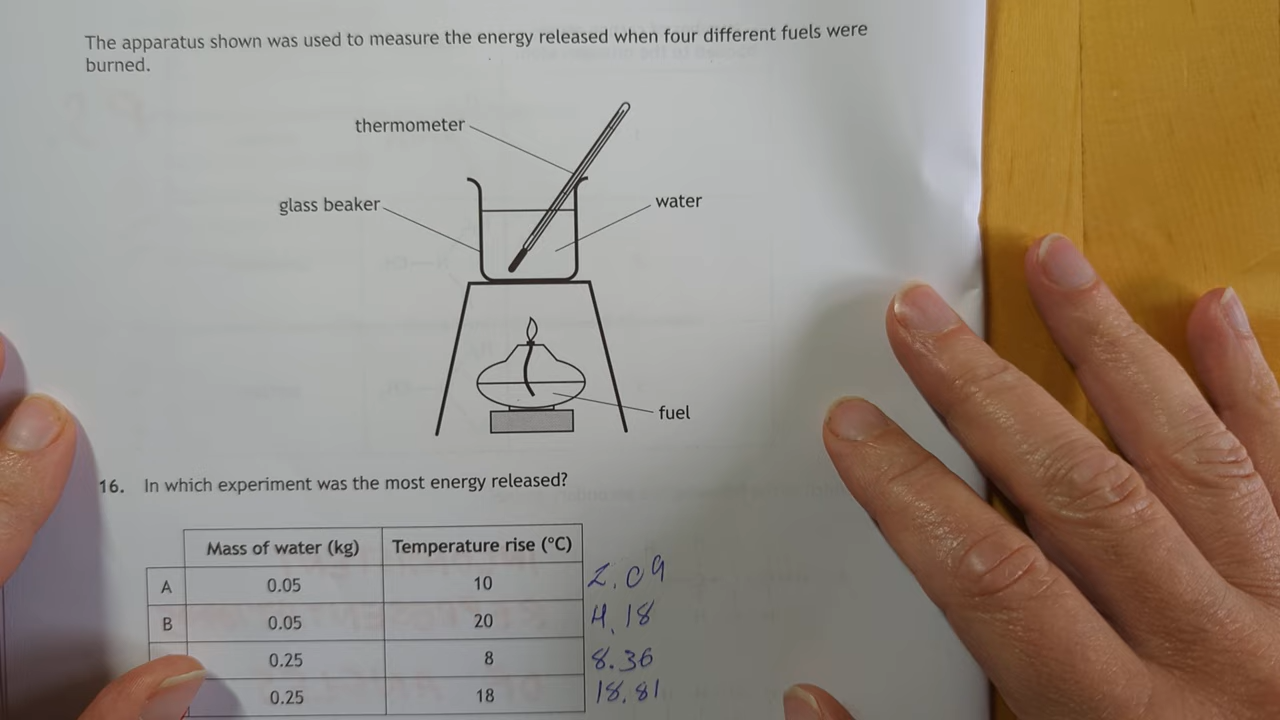 The apparatus shown was used to measure the energy released when four different fuels were
burned.
thermometer
glass beaker
water
fuel
16. In which experiment was the most energy released?
Mass of water (kg) Temperature rise (°C)
A 0.05 10 2.09
B 0.05 20 4.18
0.25 8 8.36
0.25 18 18.81